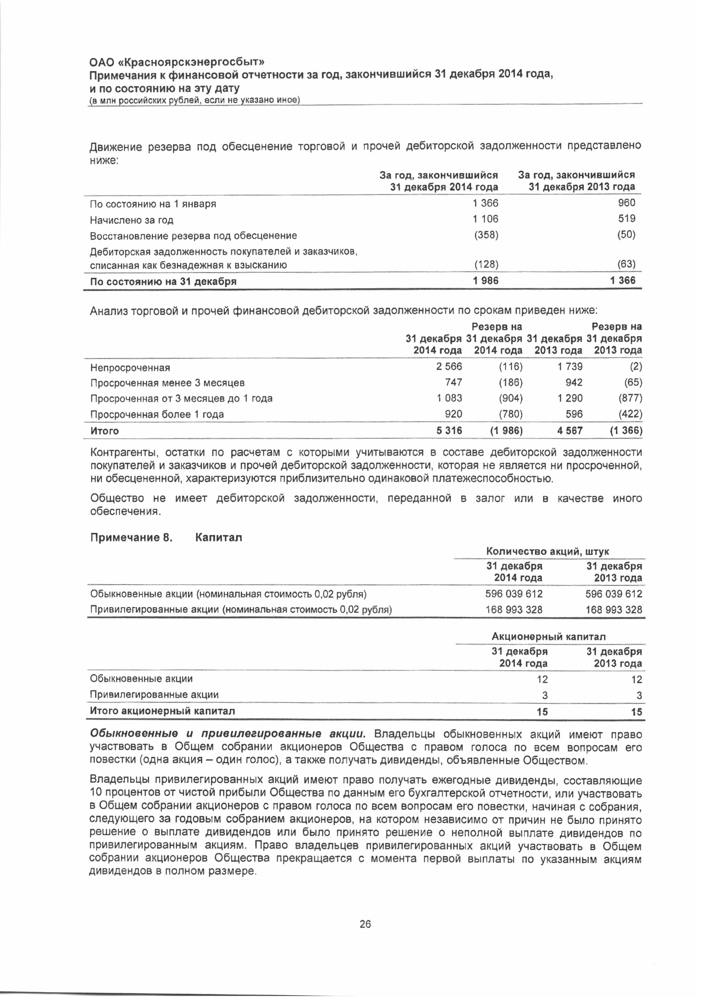 ОАО «Красноярскэнергосбыт»
Примечания к финансовой отчетности за год, закончившийся 31 декабря 2014 года,
и по состоянию на эту дату
(в млн российских рублей, если не указано иное)
Движение резерва под обесценение торговой и прочей дебиторской задолженности представлено
ниже:
За год, закончившийся За год, закончившийся
31 декабря 2014 года 31 декабря 2013 года
По состоянию на 1 января 1 366 960
Начислено за год 1 106 519
Восстановление резерва под обесценение (358) (50)
Дебиторская задолженность покупателей и заказчиков,
списанная как безнадежная к взысканию (128) (63)
По состоянию на 31 декабря 1 986 1 366
Анализ торговой и прочей финансовой дебиторской задолженности по срокам приведен ниже:
Резерв на Резерв на
31 декабря 31 декабря 31 декабря 31 декабря
2014 года 2014 года 2013 года 2013 года
Непросроченная 2 566 (116) 1 739 (2)
Просроченная менее 3 месяцев 747 (186) 942 (65)
Просроченная от 3 месяцев до 1 года 1 083 (904) 1 290 (877)
Просроченная более 1 года 920 (780) 596 (422)
Итого 5 316 (1 986) 4 567 (1 366)
Контрагенты, остатки по расчетам с которыми учитываются в составе дебиторской задолженности
покупателей и заказчиков и прочей дебиторской задолженности, которая не является ни просроченной,
ни обесцененной, характеризуются приблизительно одинаковой платежеспособностью.
Общество не имеет дебиторской задолженности, переданной в залог или в качестве иного
обеспечения.
Примечание 8. Капитал
Количество акций, штук
31 декабря 31 декабря
2014 года 2013 года
Обыкновенные акции (номинальная стоимость 0,02 рубля) 596 039 612 596 039 612
Привилегированные акции (номинальная стоимость 0,02 рубля) 168 993 328 168 993 328
Акционерный капитал
31 декабря 31 декабря
2014 года 2013 года
Обыкновенные акции 12 12
Привилегированные акции 3 3
Итого акционерный капитал 15 15
Обыкновенные и привилегированные акции. Владельцы обыкновенных акций имеют право
участвовать в Общем собрании акционеров Общества с правом голоса по всем вопросам его
повестки (одна акция – один голос), а также получать дивиденды, объявленные Обществом.
Владельцы привилегированных акций имеют право получать ежегодные дивиденды, составляющие
10 процентов от чистой прибыли Общества по данным его бухгалтерской отчетности, или участвовать
в Общем собрании акционеров с правом голоса по всем вопросам его повестки, начиная с собрания,
следующего за годовым собранием акционеров, на котором независимо от причин не было принято
решение о выплате дивидендов или было принято решение о неполной выплате дивидендов по
привилегированным акциям. Право владельцев привилегированных акций участвовать в Общем
собрании акционеров Общества прекращается с момента первой выплаты по указанным акциям
дивидендов в полном размере.
26